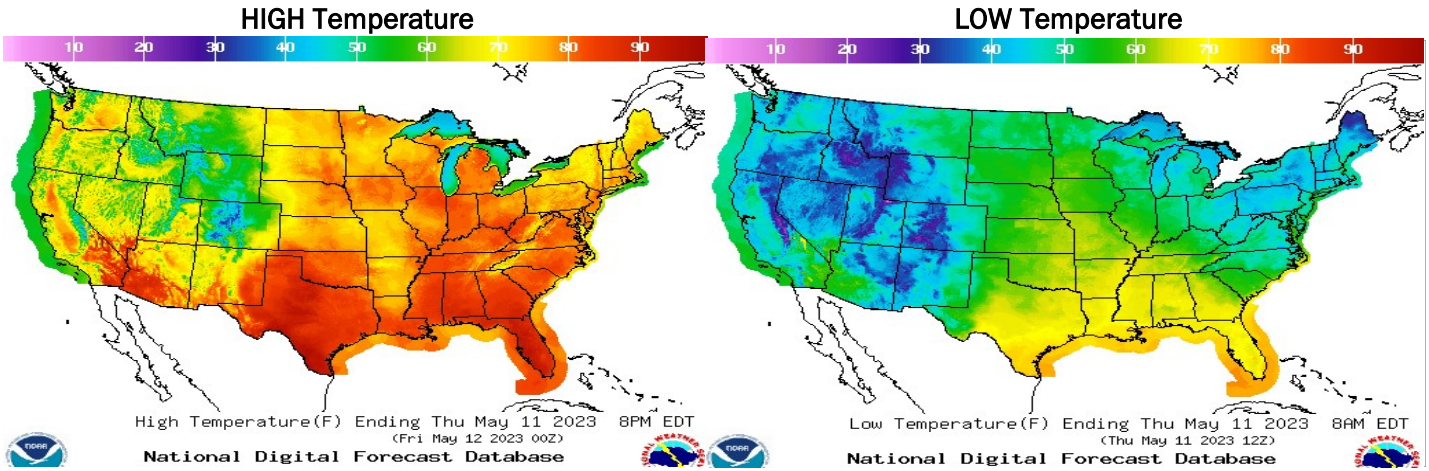 HIGH Temperature
10 20 30 40 50 60 70 80 90
High Temperature(F) Ending Thu May 11 2023 8PM EDT
(Fri May 12 2023 00Z)
National Digital Forecast Database
NOAA
LOW Temperature
10 20 30 40 50 60 70 80 90
Low Temperature(F) Ending Thu May 11 2023 8AM EDT
(Thu May 11 2023 12Z)
National Digital Forecast Database
NOAA